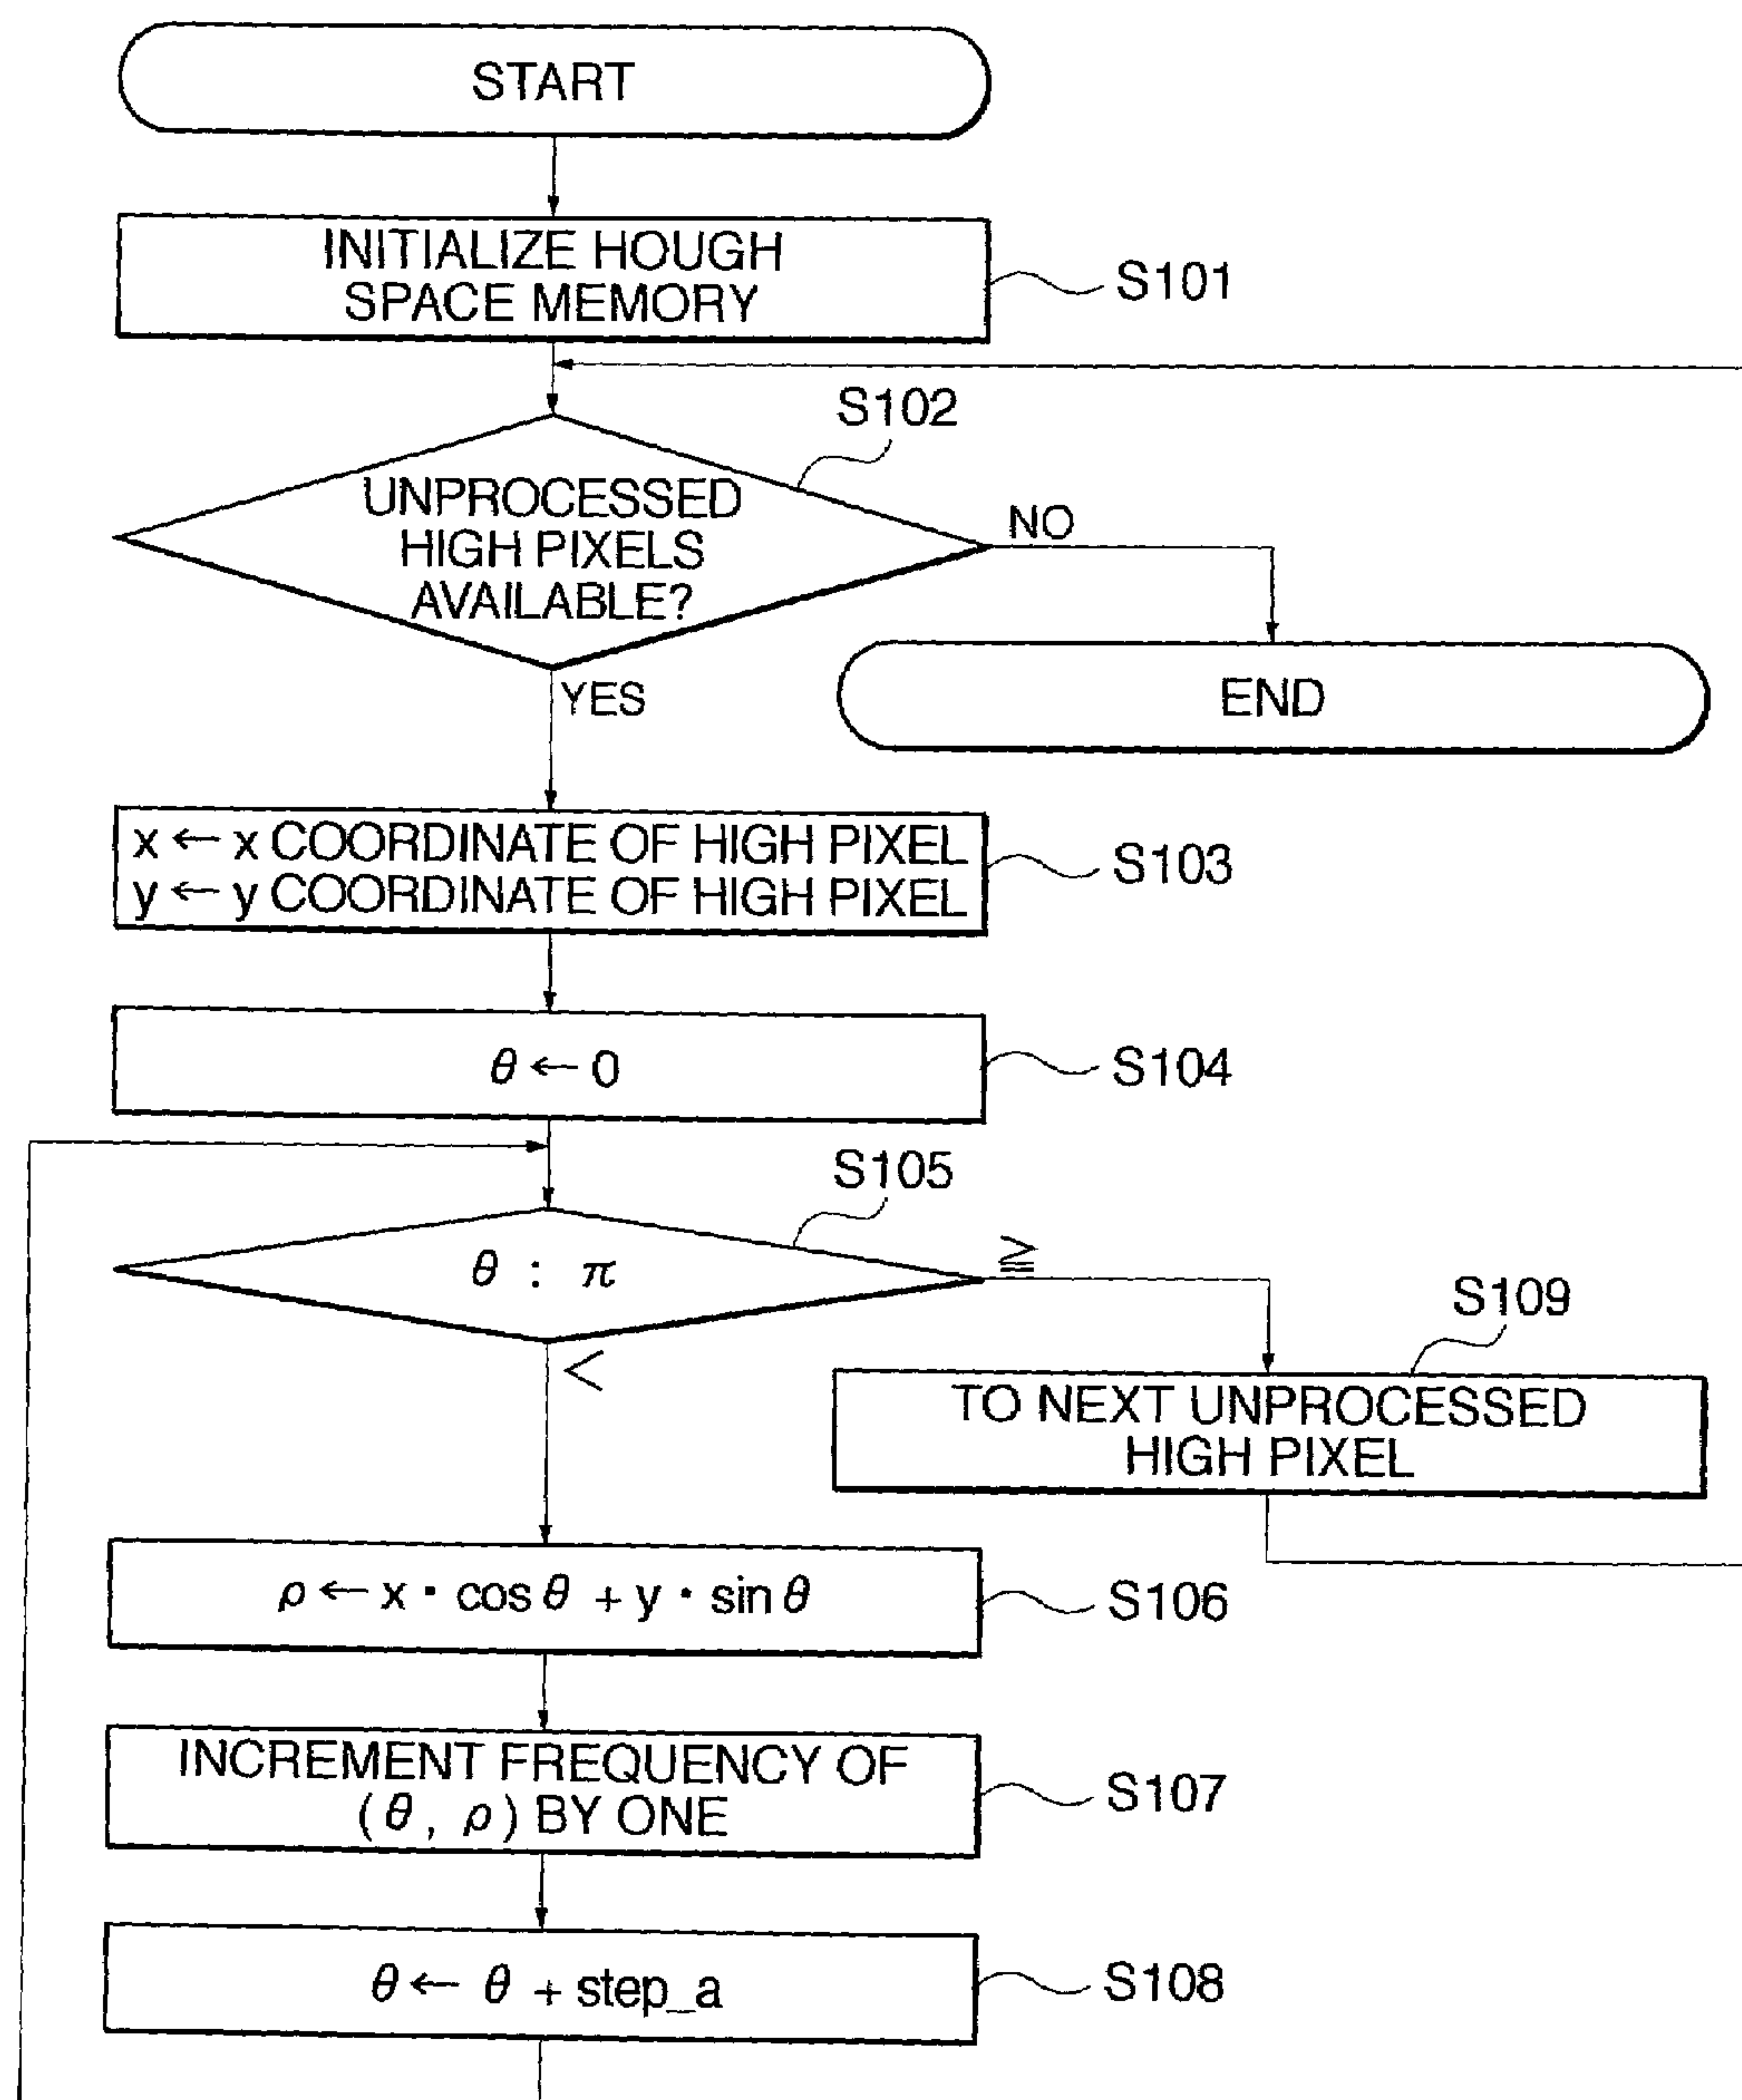 START
INITIALIZE HOUGH
SPACE MEMORY
S101
S102
UNPROCESSED
HIGH PIXELS
AVAILABLE?
NO
END
YES
x ← x COORDINATE OF HIGH PIXEL
y ← y COORDINATE OF HIGH PIXEL
S103
θ ← 0
S104
S105
θ : π
≧
<
S109
TO NEXT UNPROCESSED
HIGH PIXEL
ρ ← x · cos θ + y · sin θ
S106
INCREMENT FREQUENCY OF
(θ, ρ) BY ONE
S107
θ ← θ + step_a
S108